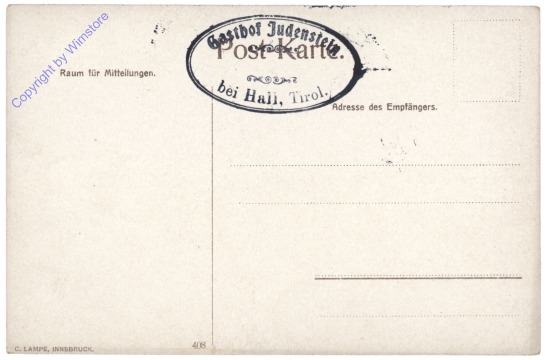 Copyright by Wimstore
Gasthof Judenstein
Post-Karte.
bei Hall, Tirol.
Raum für Mitteilungen.
Adresse des Empfängers.
C. LAMPE, INNSBRUCK.
408